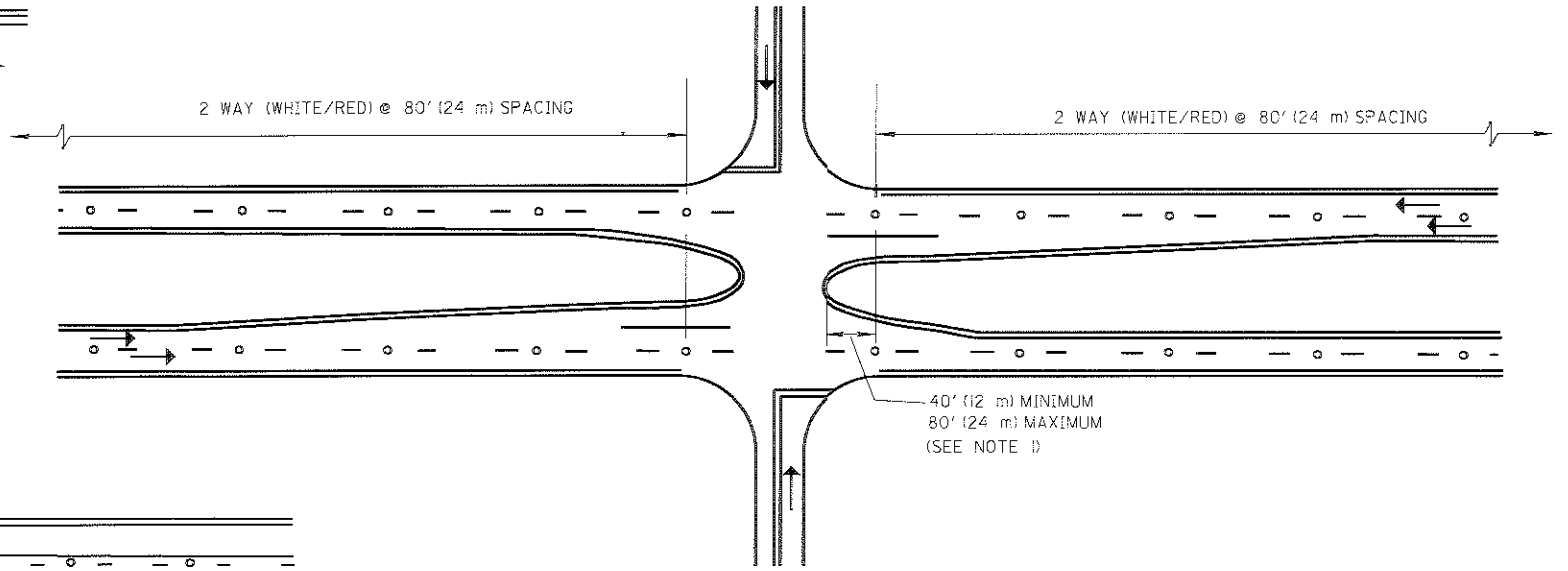 2 WAY (WHITE/RED) @ 80' (24 m) SPACING
2 WAY (WHITE/RED) @ 80' (24 m) SPACING
40' (12 m) MINIMUM
80' (24 m) MAXIMUM
(SEE NOTE 1)